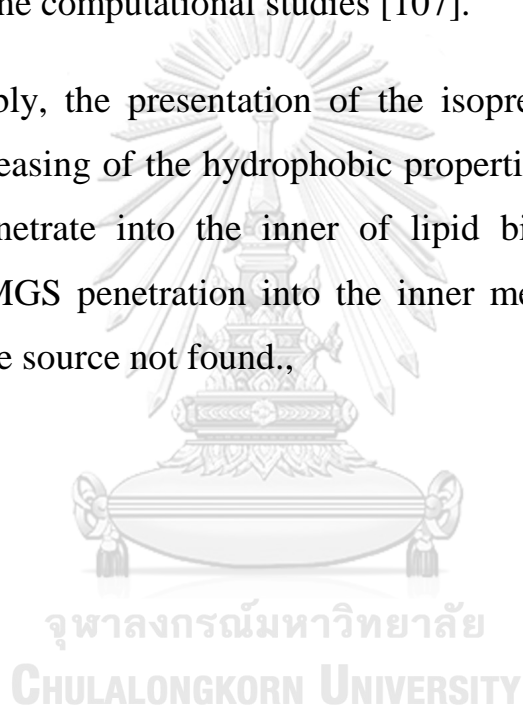 ne computational studies [107].
bly, the presentation of the isopre
easing of the hydrophobic properti
netrate into the inner of lipid bi
MGS penetration into the inner me
e source not found.,
จุฬาลงกรณ์มหาวิทยาลัย
CHULALONGKORN UNIVERSITY